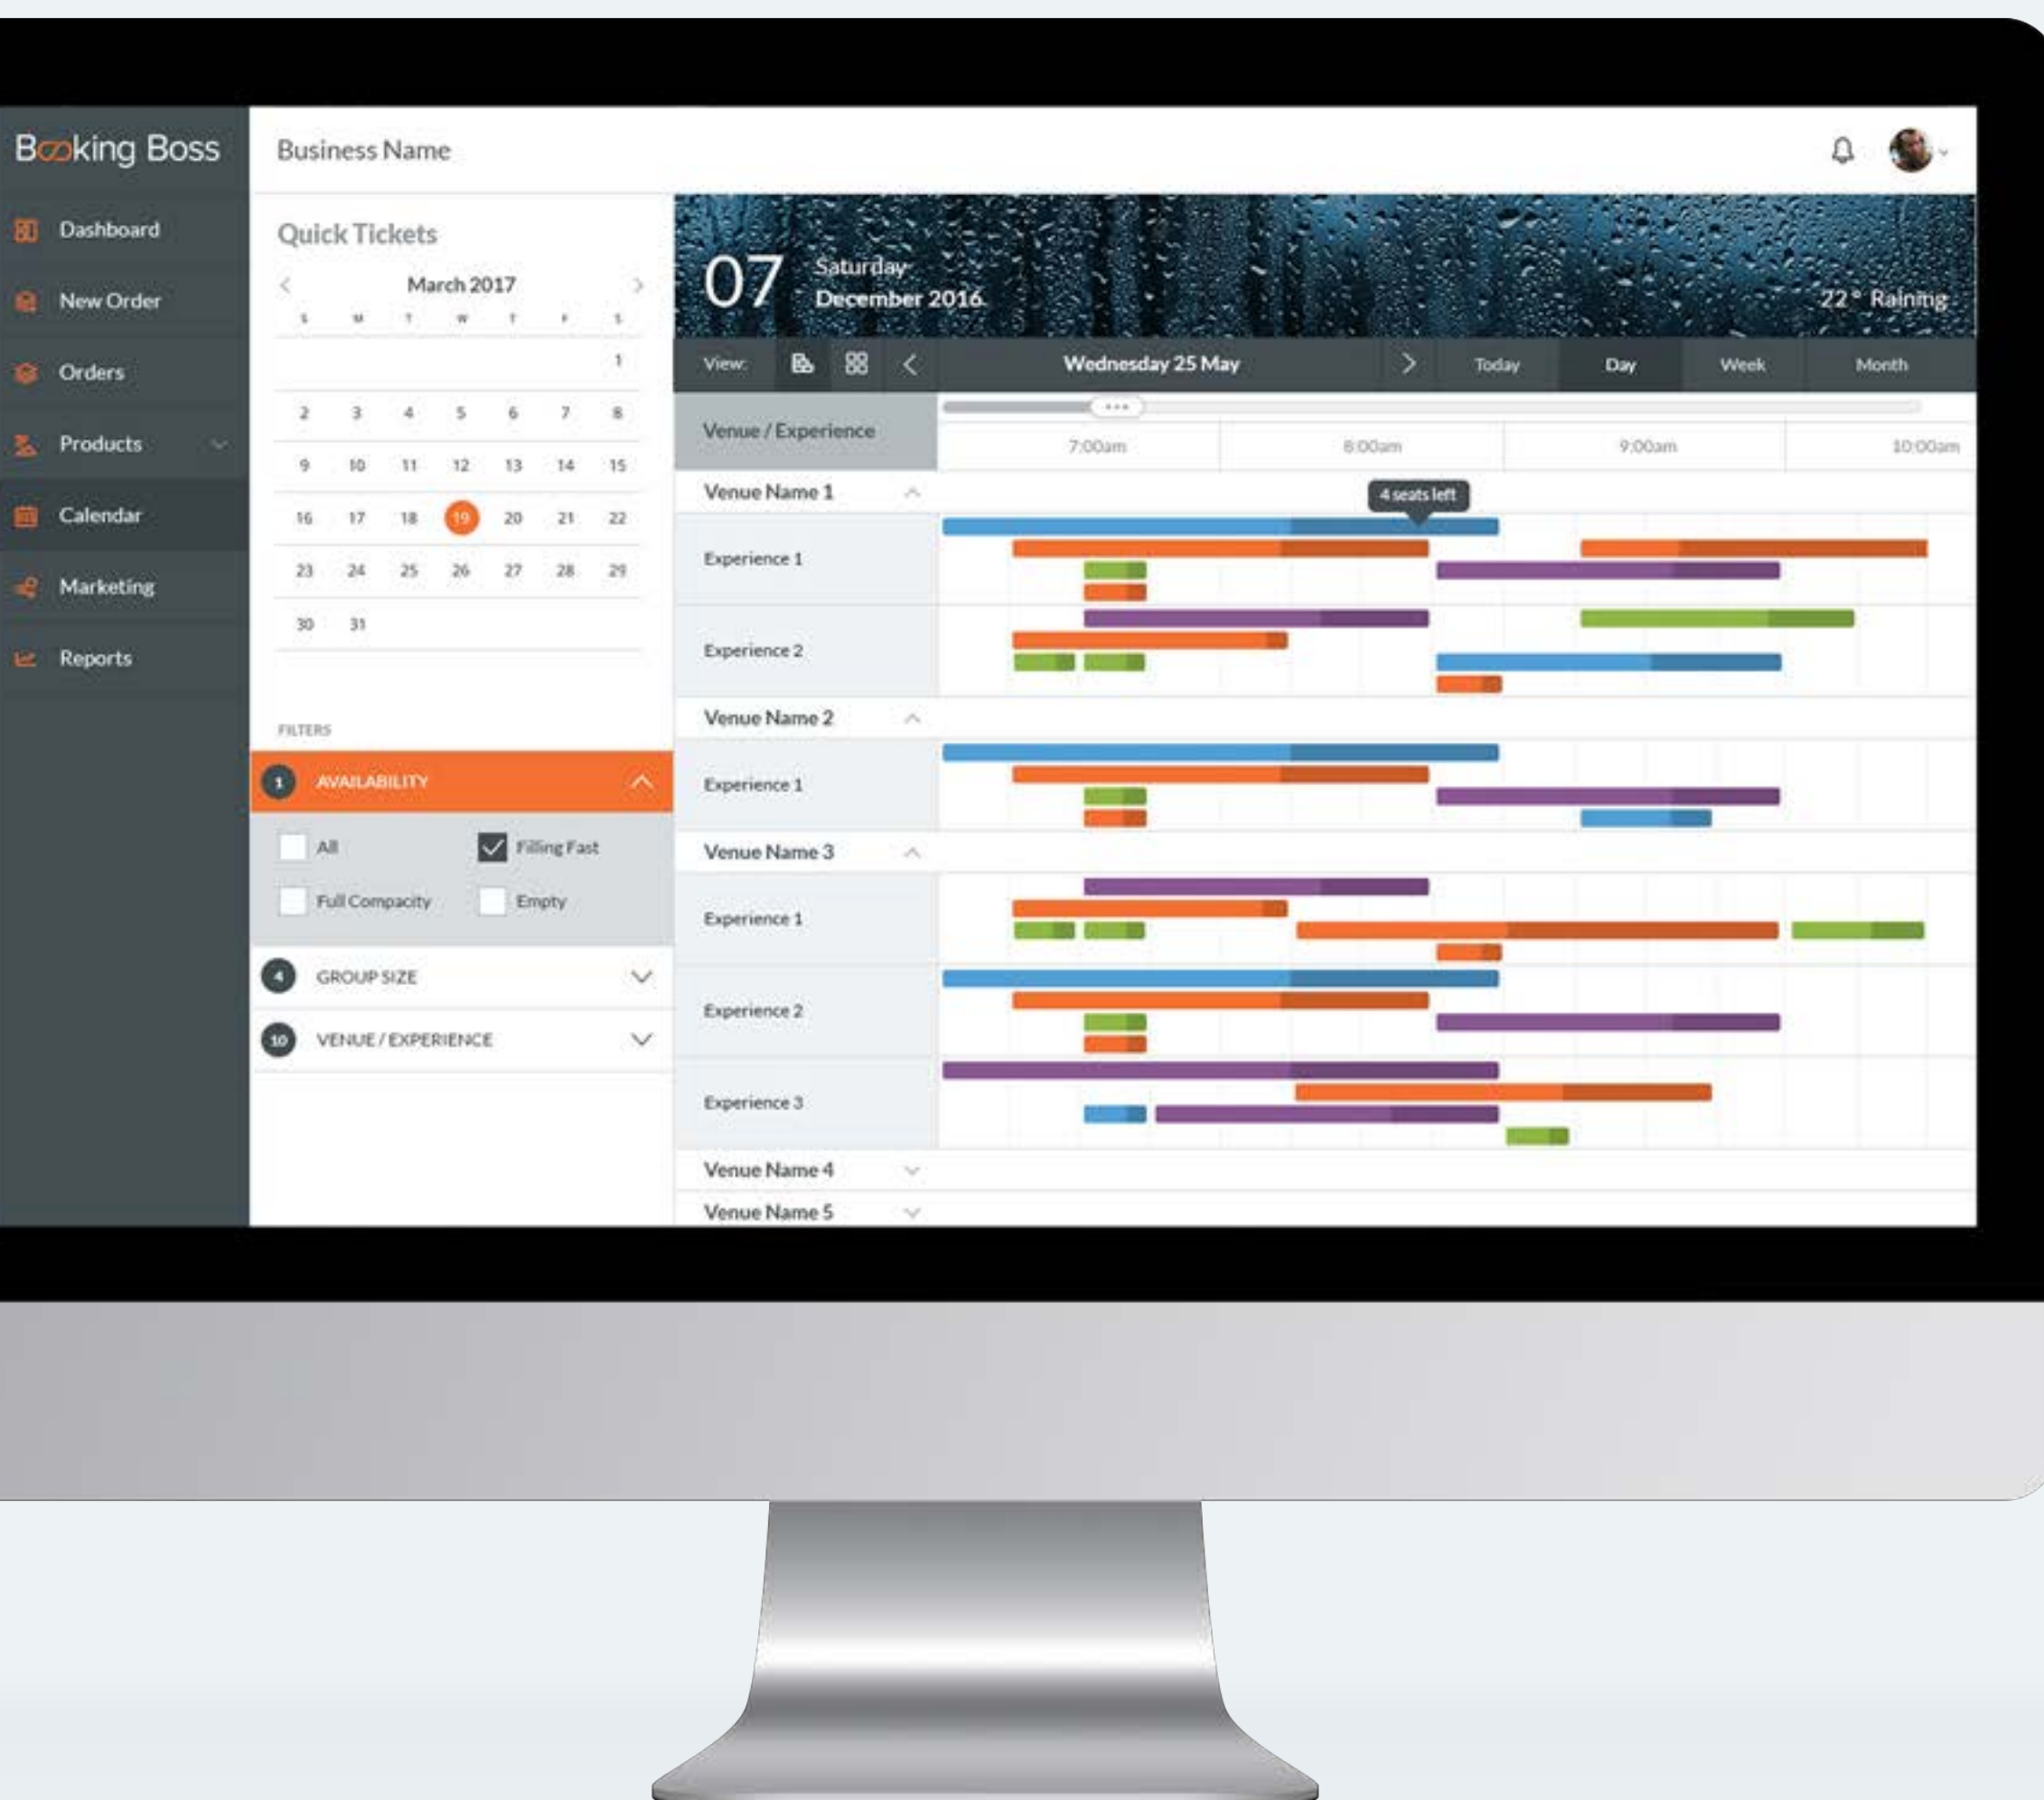 Booking Boss
Business Name
Dashboard
New Order
Orders
Products
Calendar
Marketing
Reports
Quick Tickets
March 2017
S M T W T F S
1
2 3 4 5 6 7 8
9 10 11 12 13 14 15
16 17 18 19 20 21 22
23 24 25 26 27 28 29
30 31
FILTERS
1 AVAILABILITY
All Filling Fast
Full Compacity Empty
4 GROUP SIZE
10 VENUE / EXPERIENCE
07 Saturday
December 2016
22° Raining
View: Wednesday 25 May Today Day Week Month
Venue / Experience
7:00am 8:00am 9:00am 10:00am
Venue Name 1
4 seats left
Experience 1
Experience 2
Venue Name 2
Experience 1
Venue Name 3
Experience 1
Experience 2
Experience 3
Venue Name 4
Venue Name 5